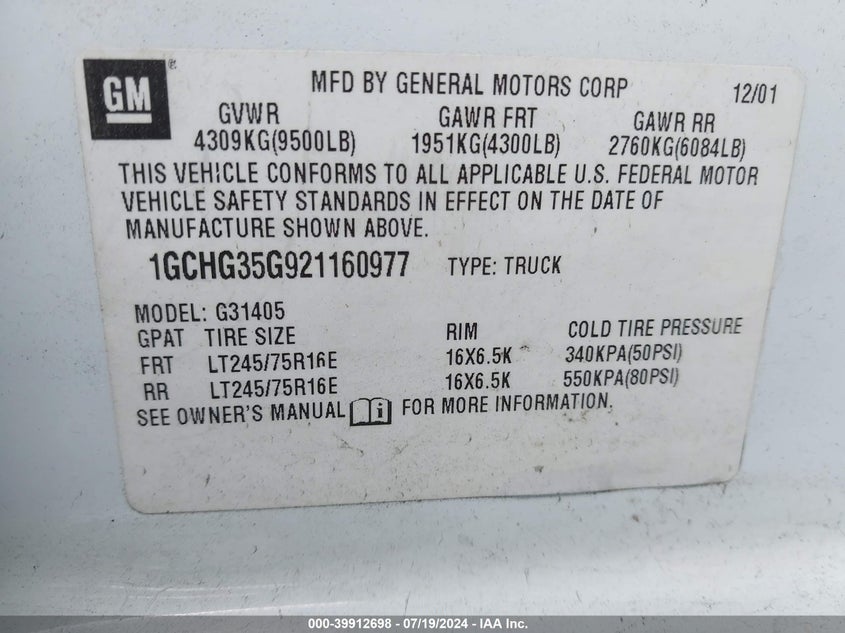 GM®
MFD BY GENERAL MOTORS CORP 12/01
GVWR GAWR FRT GAWR RR
4309KG(9500LB) 1951KG(4300LB) 2760KG(6084LB)
THIS VEHICLE CONFORMS TO ALL APPLICABLE U.S. FEDERAL MOTOR
VEHICLE SAFETY STANDARDS IN EFFECT ON THE DATE OF
MANUFACTURE SHOWN ABOVE.
1GCHG35G921160977 TYPE: TRUCK
MODEL: G31405
GPAT TIRE SIZE RIM COLD TIRE PRESSURE
FRT LT245/75R16E 16X6.5K 340KPA(50PSI)
RR LT245/75R16E 16X6.5K 550KPA(80PSI)
SEE OWNER'S MANUAL i FOR MORE INFORMATION.
000-39912698 - 07/19/2024 - IAA Inc.